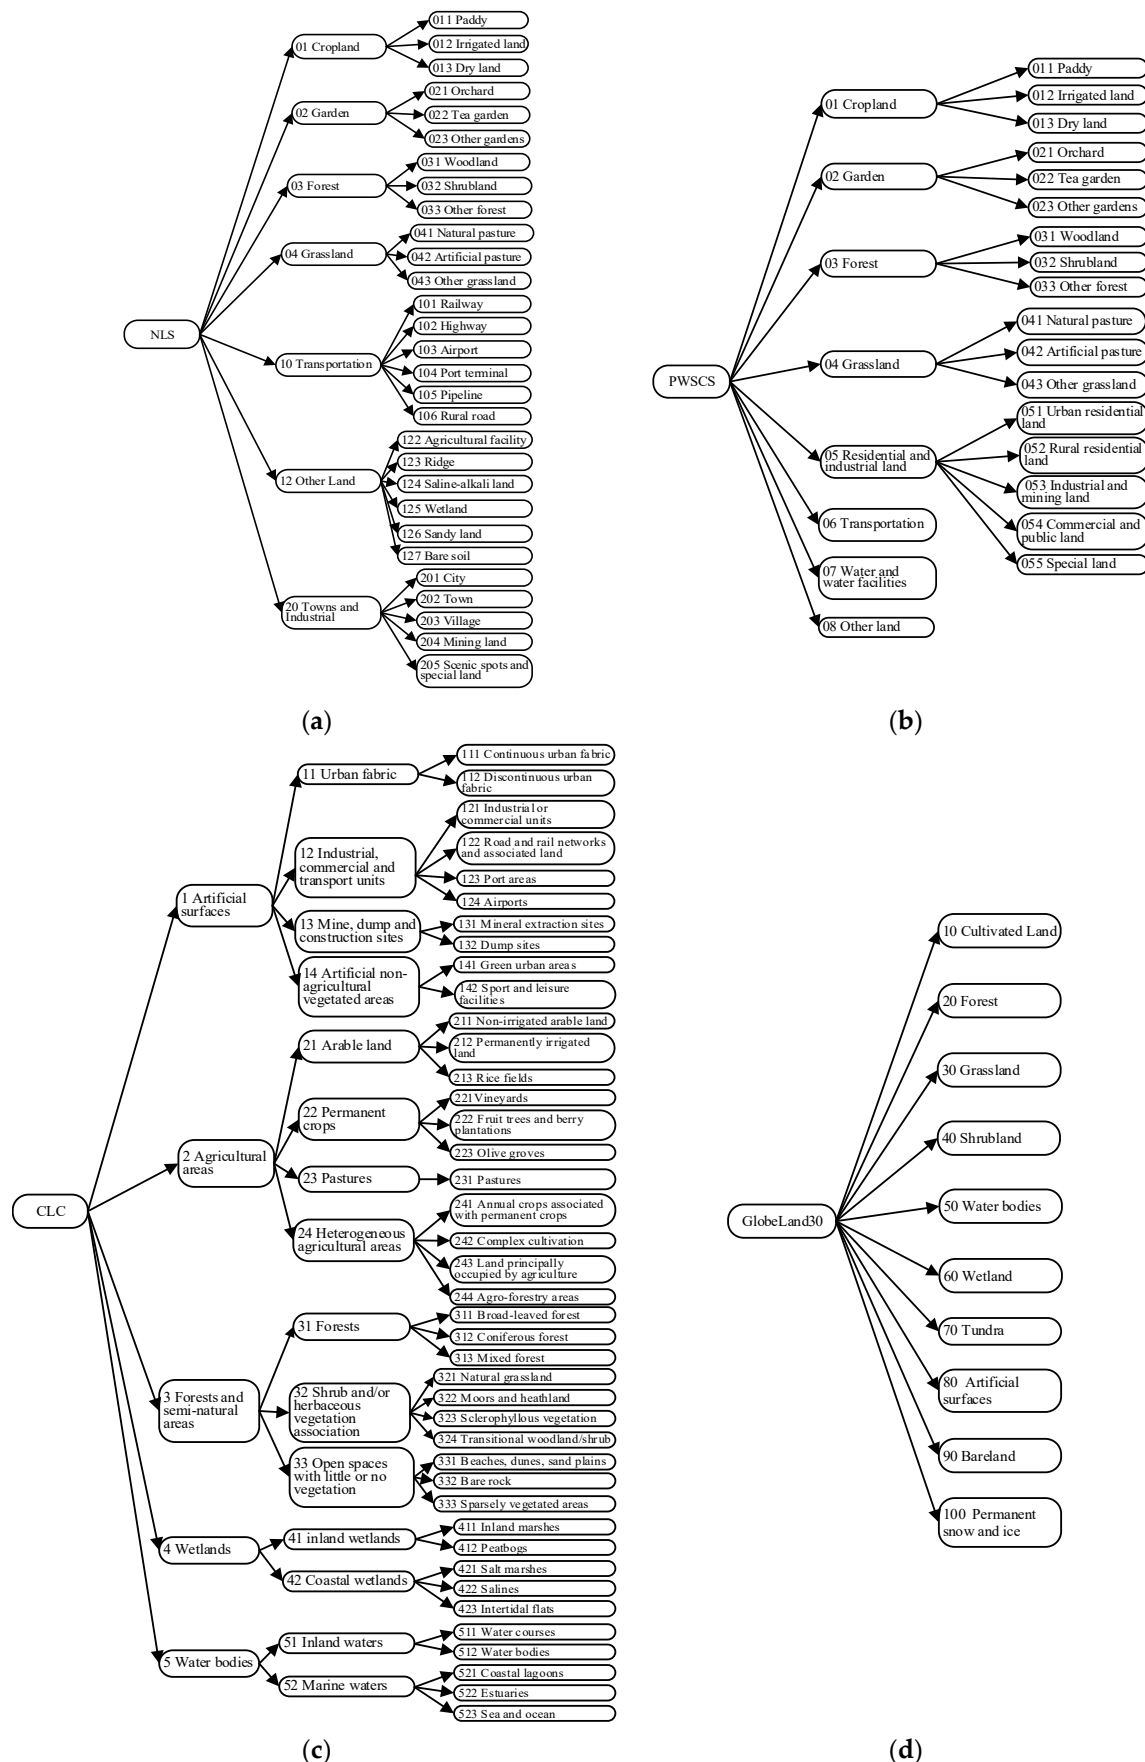 NLS
01 Cropland
011 Paddy
012 Irrigated land
013 Dry land
02 Garden
021 Orchard
022 Tea garden
023 Other gardens
03 Forest
031 Woodland
032 Shrubland
033 Other forest
04 Grassland
041 Natural pasture
042 Artificial pasture
043 Other grassland
10 Transportation
101 Railway
102 Highway
103 Airport
104 Port terminal
105 Pipeline
106 Rural road
12 Other Land
122 Agricultural facility
123 Ridge
124 Saline-alkali land
125 Wetland
126 Sandy land
127 Bare soil
20 Towns and
Industrial
201 City
202 Town
203 Village
204 Mining land
205 Scenic spots and
special land
(a)
PWSCS
01 Cropland
011 Paddy
012 Irrigated land
013 Dry land
02 Garden
021 Orchard
022 Tea garden
023 Other gardens
03 Forest
031 Woodland
032 Shrubland
033 Other forest
04 Grassland
041 Natural pasture
042 Artificial pasture
043 Other grassland
05 Residential and
industrial land
051 Urban residential
land
052 Rural residential
land
053 Industrial and
mining land
054 Commercial and
public land
055 Special land
06 Transportation
07 Water and
water facilities
08 Other land
(b)
CLC
1 Artificial
surfaces
11 Urban fabric
111 Continuous urban fabric
112 Discontinuous urban
fabric
12 Industrial,
commercial and
transport units
121 Industrial or
commercial units
122 Road and rail networks
and associated land
123 Port areas
124 Airports
13 Mine, dump and
construction sites
131 Mineral extraction sites
132 Dump sites
14 Artificial non-
agricultural
vegetated areas
141 Green urban areas
142 Sport and leisure
facilities
2 Agricultural
areas
21 Arable land
211 Non-irrigated arable land
212 Permanently irrigated
land
213 Rice fields
22 Permanent
crops
221Vineyards
222 Fruit trees and berry
plantations
223 Olive groves
23 Pastures
231 Pastures
24 Heterogeneous
agricultural areas
241 Annual crops associated
with permanent crops
242 Complex cultivation
243 Land principally
occupied by agriculture
244 Agro-forestry areas
3 Forests and
semi-natural
areas
31 Forests
311 Broad-leaved forest
312 Coniferous forest
313 Mixed forest
32 Shrub and/or
herbaceous
vegetation
association
321 Natural grassland
322 Moors and heathland
323 Sclerophyllous vegetation
324 Transitional woodland/shrub
33 Open spaces
with little or no
vegetation
331 Beaches, dunes, sand plains
332 Bare rock
333 Sparsely vegetated areas
4 Wetlands
41 inland wetlands
411 Inland marshes
412 Peatbogs
42 Coastal wetlands
421 Salt marshes
422 Salines
423 Intertidal flats
5 Water bodies
51 Inland waters
511 Water courses
512 Water bodies
52 Marine waters
521 Coastal lagoons
522 Estuaries
523 Sea and ocean
(c)
GlobeLand30
10 Cultivated Land
20 Forest
30 Grassland
40 Shrubland
50 Water bodies
60 Wetland
70 Tundra
80 Artificial
surfaces
90 Bareland
100 Permanent
snow and ice
(d)